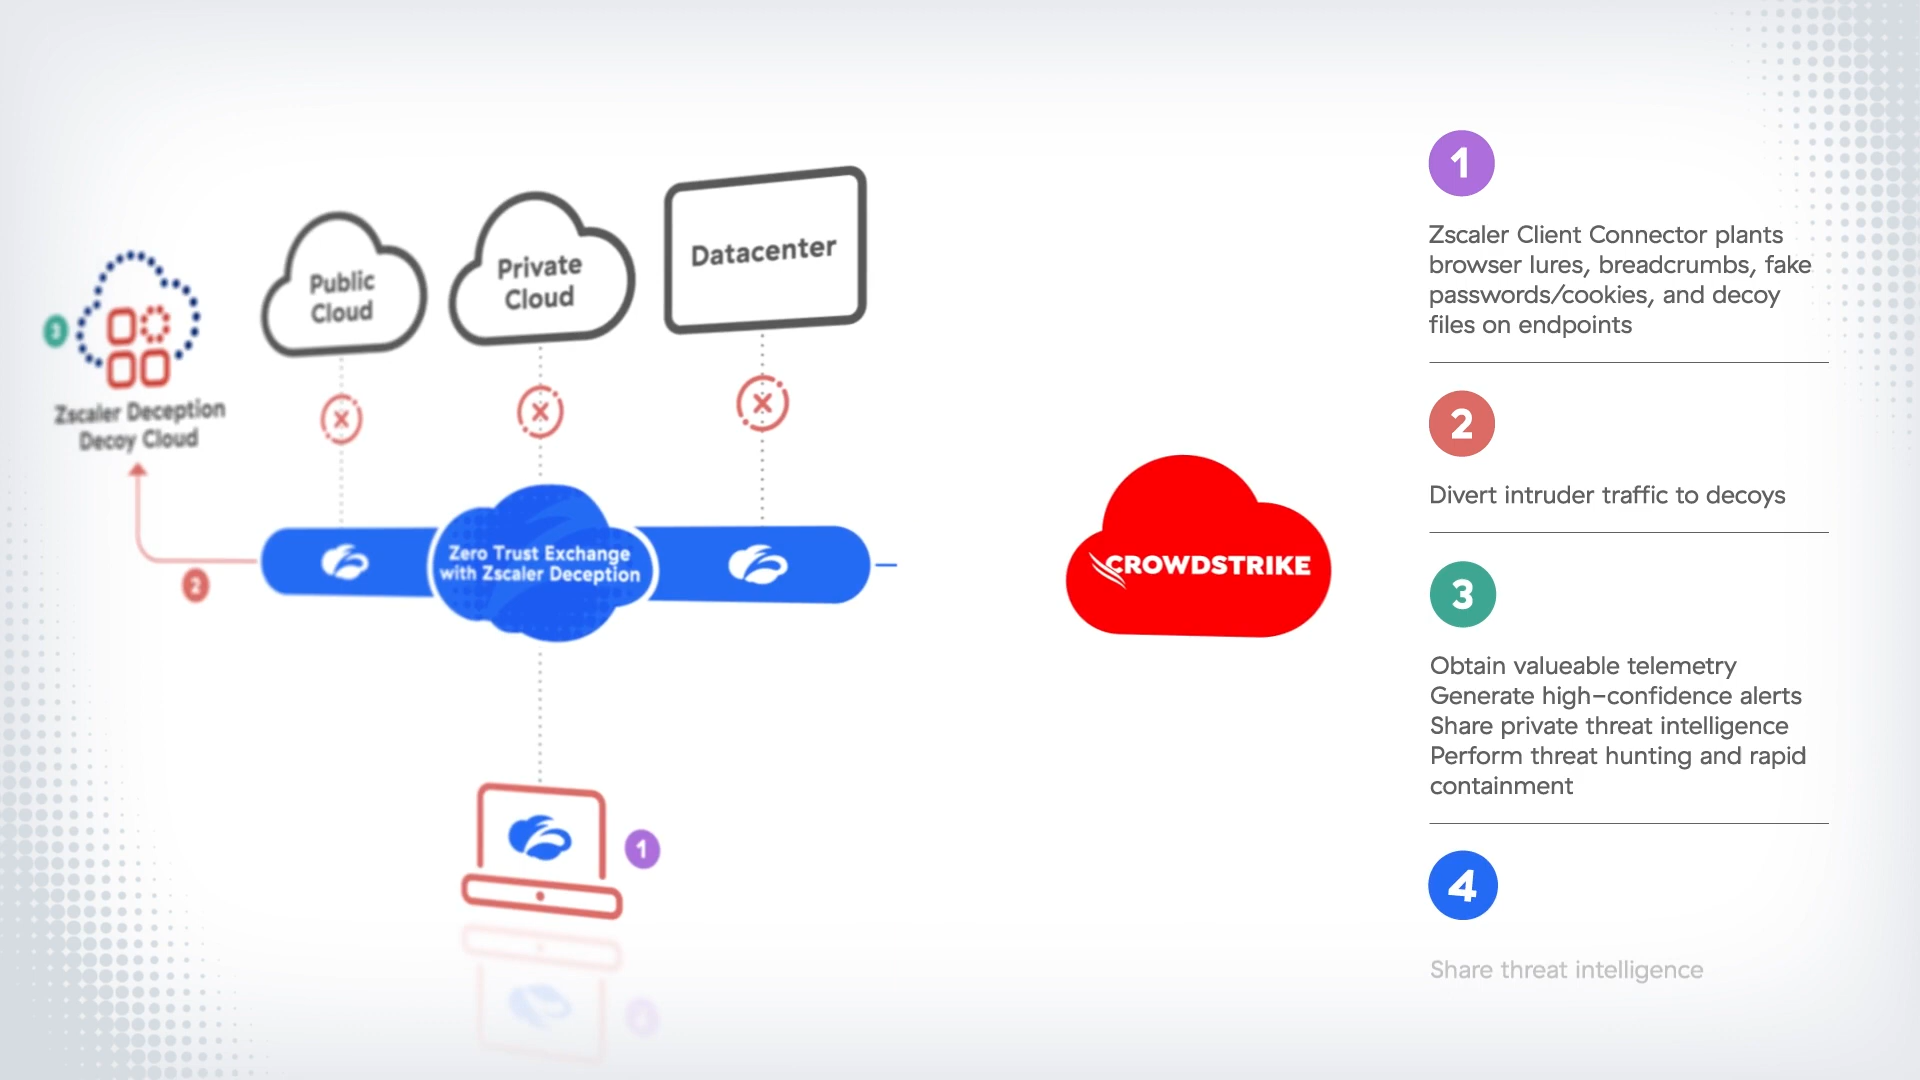 Public
Cloud
Private
Cloud
Datacenter
3
Zscaler Deception
Decoy Cloud
2
Zero Trust Exchange
with Zscaler Deception
1
CROWDSTRIKE
1
Zscaler Client Connector plants
browser lures, breadcrumbs, fake
passwords/cookies, and decoy
files on endpoints
2
Divert intruder traffic to decoys
3
Obtain valueable telemetry
Generate high-confidence alerts
Share private threat intelligence
Perform threat hunting and rapid
containment
4
Share threat intelligence